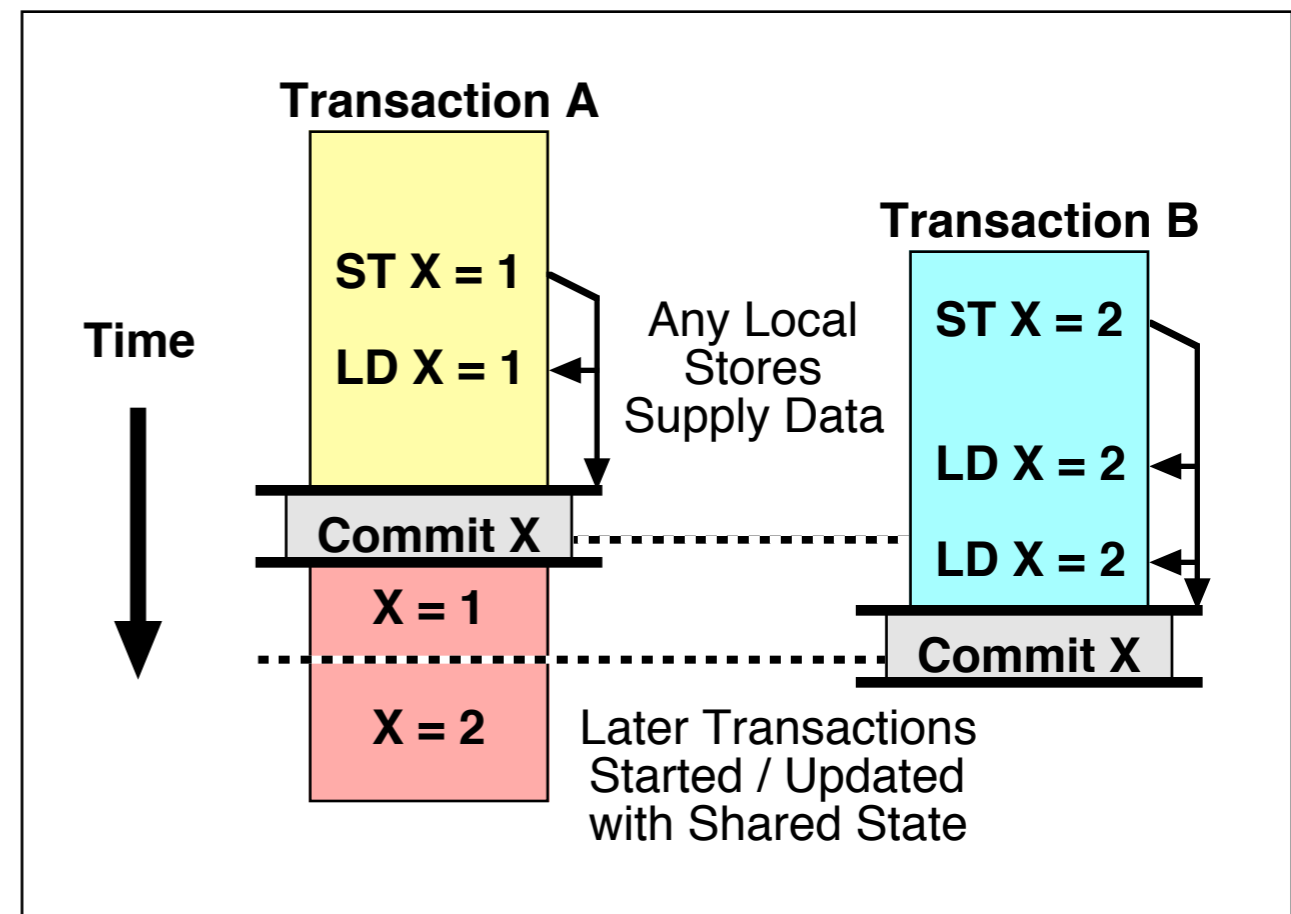 Transaction A
ST X = 1
LD X = 1
Commit X
X = 1
X = 2
Time
Any Local
Stores
Supply Data
Transaction B
ST X = 2
LD X = 2
LD X = 2
Commit X
Later Transactions
Started / Updated
with Shared State